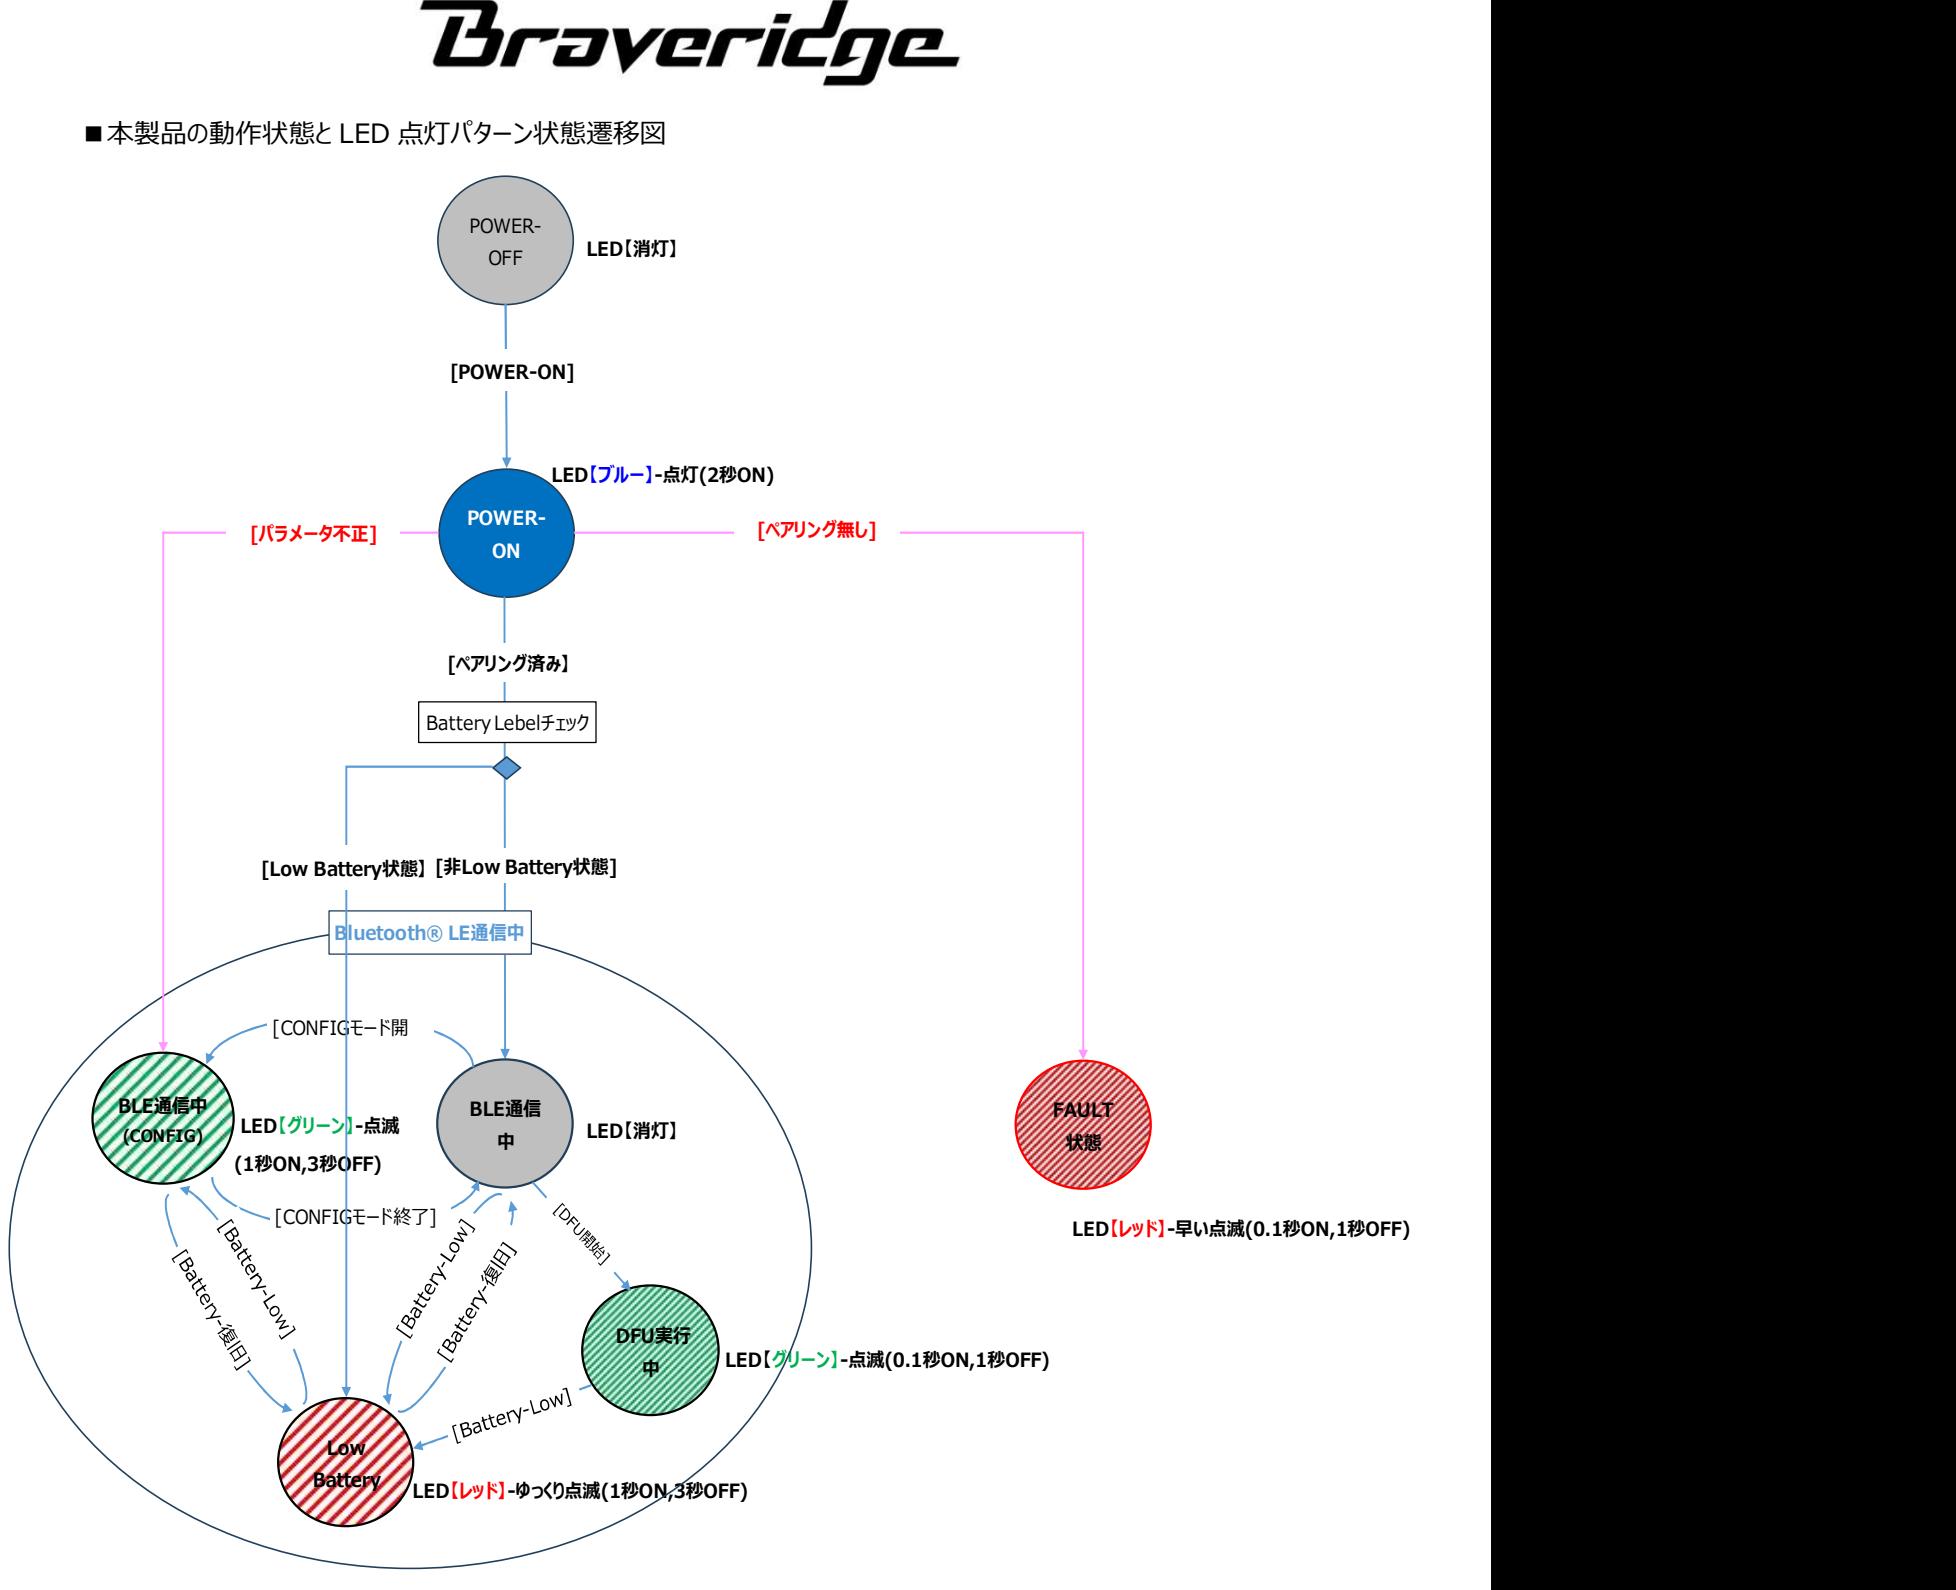 Braveridge
■本製品の動作状態と LED 点灯パターン状態遷移図
POWER-
OFF
LED【消灯】
[POWER-ON]
LED【ブルー】-点灯(2秒ON)
POWER-
ON
[パラメータ不正]
[ペアリング無し]
[ペアリング済み】
Battery Lebelチェック
[Low Battery状態】
[非Low Battery状態]
Bluetooth® LE通信中
[CONFIGモード開
BLE通信中
(CONFIG)
LED【グリーン】-点滅
(1秒ON,3秒OFF)
BLE通信
中
LED【消灯】
FAULT
状態
LED【レッド】-早い点滅(0.1秒ON,1秒OFF)
[CONFIGモード終了]
[Battery-Low]
[Battery-復旧]
[Battery-Low]
[Battery-復旧]
[DFU開始]
DFU実行
中
LED【グリーン】-点滅(0.1秒ON,1秒OFF)
[Battery-Low]
Low
Battery
LED【レッド】-ゆっくり点滅(1秒ON,3秒OFF)